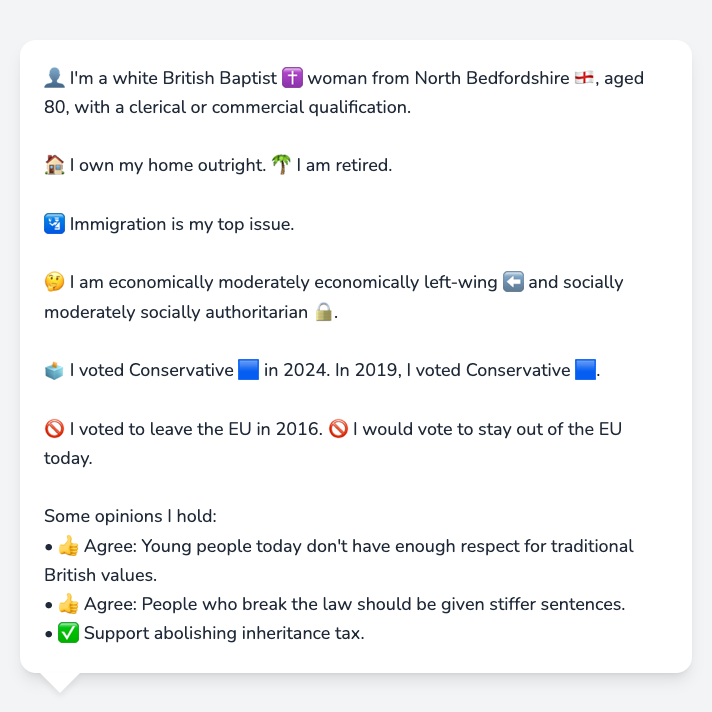 👤 I'm a white British Baptist ✝️ woman from North Bedfordshire 🏴󠁧󠁢󠁥󠁮󠁧󠁿, aged
80, with a clerical or commercial qualification.
🏠 I own my home outright. 🌴 I am retired.
🛂 Immigration is my top issue.
🤔 I am economically moderately economically left-wing ⬅️ and socially
moderately socially authoritarian 🔒.
🗳️ I voted Conservative 🟦 in 2024. In 2019, I voted Conservative 🟦.
🚫 I voted to leave the EU in 2016. 🚫 I would vote to stay out of the EU
today.
Some opinions I hold:
• 👍 Agree: Young people today don't have enough respect for traditional
British values.
• 👍 Agree: People who break the law should be given stiffer sentences.
• ✅ Support abolishing inheritance tax.